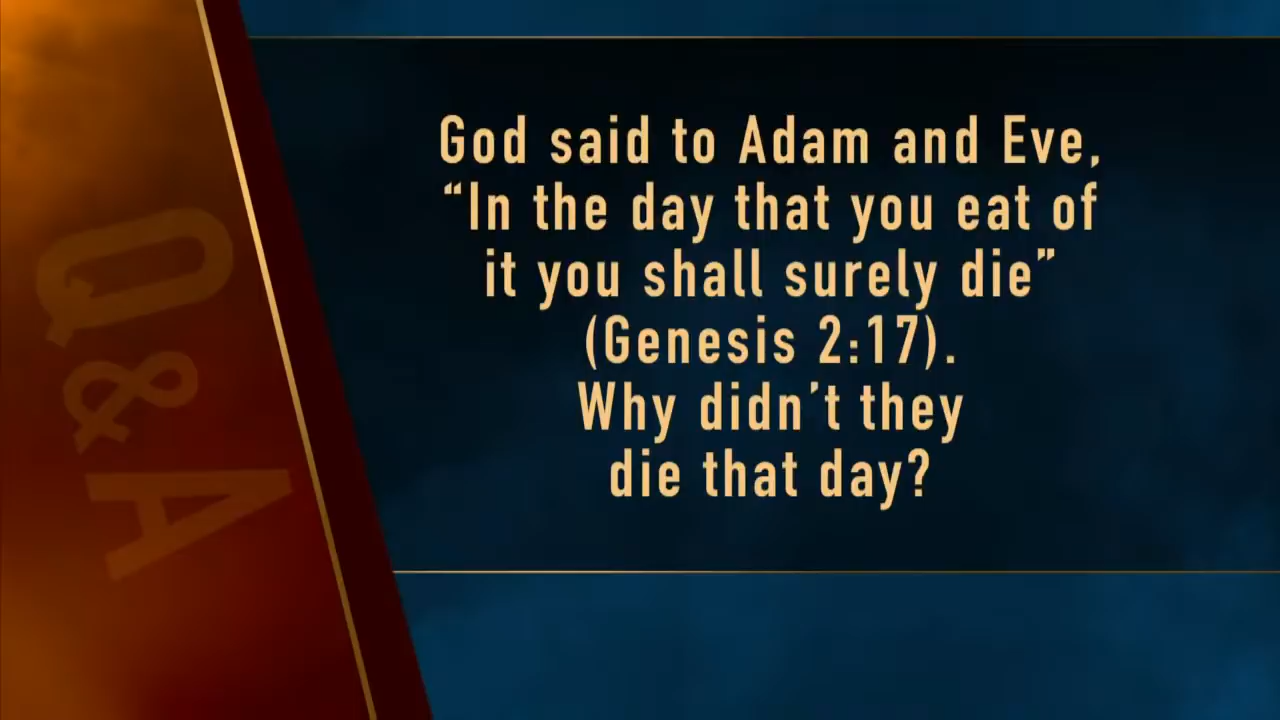 Q&A
God said to Adam and Eve,
“In the day that you eat of
it you shall surely die”
(Genesis 2:17).
Why didn’t they
die that day?